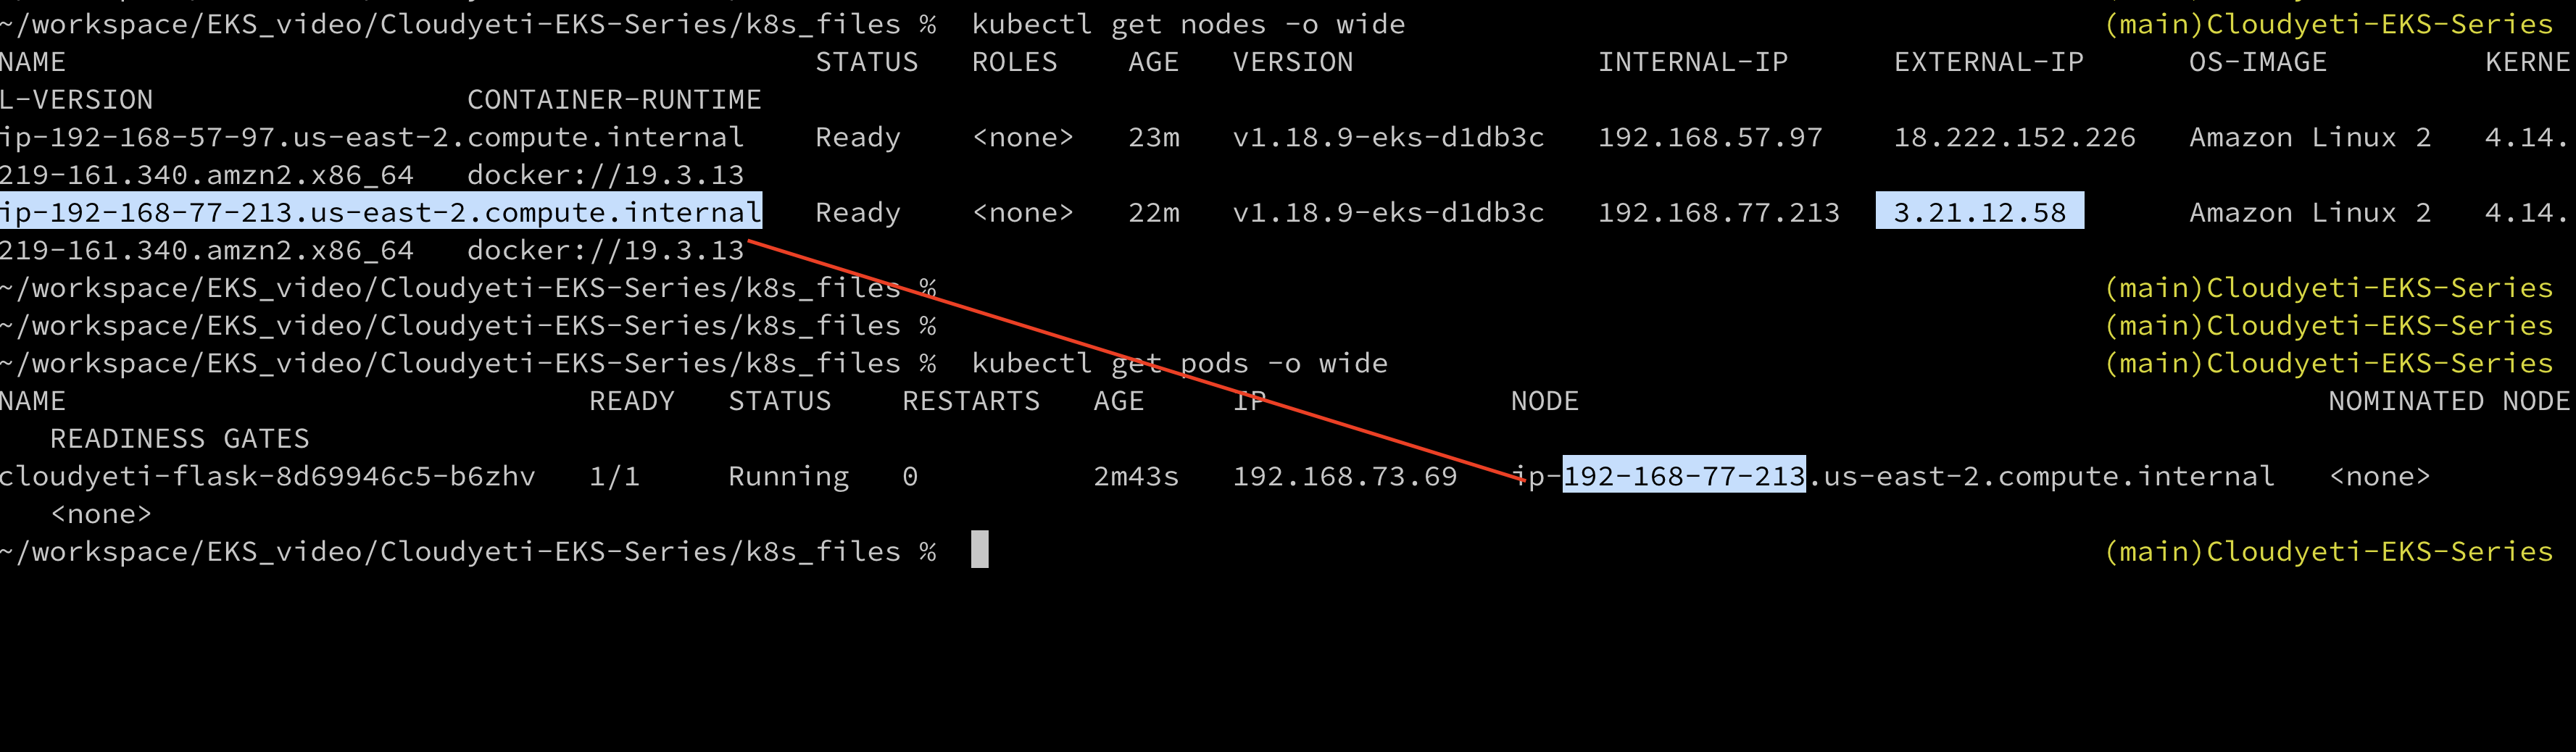 ~/workspace/EKS_video/Cloudyeti-EKS-Series/k8s_files %  kubectl get nodes -o wide (main)Cloudyeti-EKS-Series
NAME STATUS ROLES AGE VERSION INTERNAL-IP EXTERNAL-IP OS-IMAGE KERNE
L-VERSION CONTAINER-RUNTIME
ip-192-168-57-97.us-east-2.compute.internal Ready <none> 23m v1.18.9-eks-d1db3c 192.168.57.97 18.222.152.226 Amazon Linux 2 4.14.
219-161.340.amzn2.x86_64 docker://19.3.13
ip-192-168-77-213.us-east-2.compute.internal Ready <none> 22m v1.18.9-eks-d1db3c 192.168.77.213 3.21.12.58 Amazon Linux 2 4.14.
219-161.340.amzn2.x86_64 docker://19.3.13
~/workspace/EKS_video/Cloudyeti-EKS-Series/k8s_files % (main)Cloudyeti-EKS-Series
~/workspace/EKS_video/Cloudyeti-EKS-Series/k8s_files % (main)Cloudyeti-EKS-Series
~/workspace/EKS_video/Cloudyeti-EKS-Series/k8s_files %  kubectl get pods -o wide (main)Cloudyeti-EKS-Series
NAME READY STATUS RESTARTS AGE IP NODE NOMINATED NODE
READINESS GATES
cloudyeti-flask-8d69946c5-b6zhv 1/1 Running 0 2m43s 192.168.73.69 ip-192-168-77-213.us-east-2.compute.internal <none>
<none>
~/workspace/EKS_video/Cloudyeti-EKS-Series/k8s_files % (main)Cloudyeti-EKS-Series